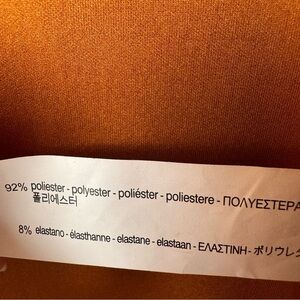 92% poliester - polyester - poliéster - poliestere - ΠΟΛΥΕΣΤΕΡΑ
폴리에스터
8% elastano - élasthanne - elastane - elastaan - ΕΛΑΣΤΙΝΗ - ポリウレ